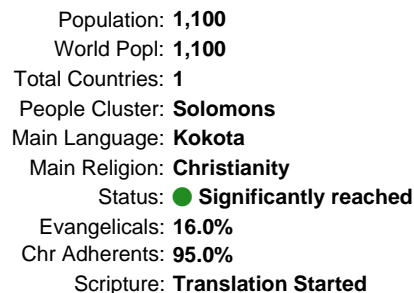 Population: 1,100
World Popl: 1,100
Total Countries: 1
People Cluster: Solomons
Main Language: Kokota
Main Religion: Christianity
Status: Significantly reached
Evangelicals: 16.0%
Chr Adherents: 95.0%
Scripture: Translation Started